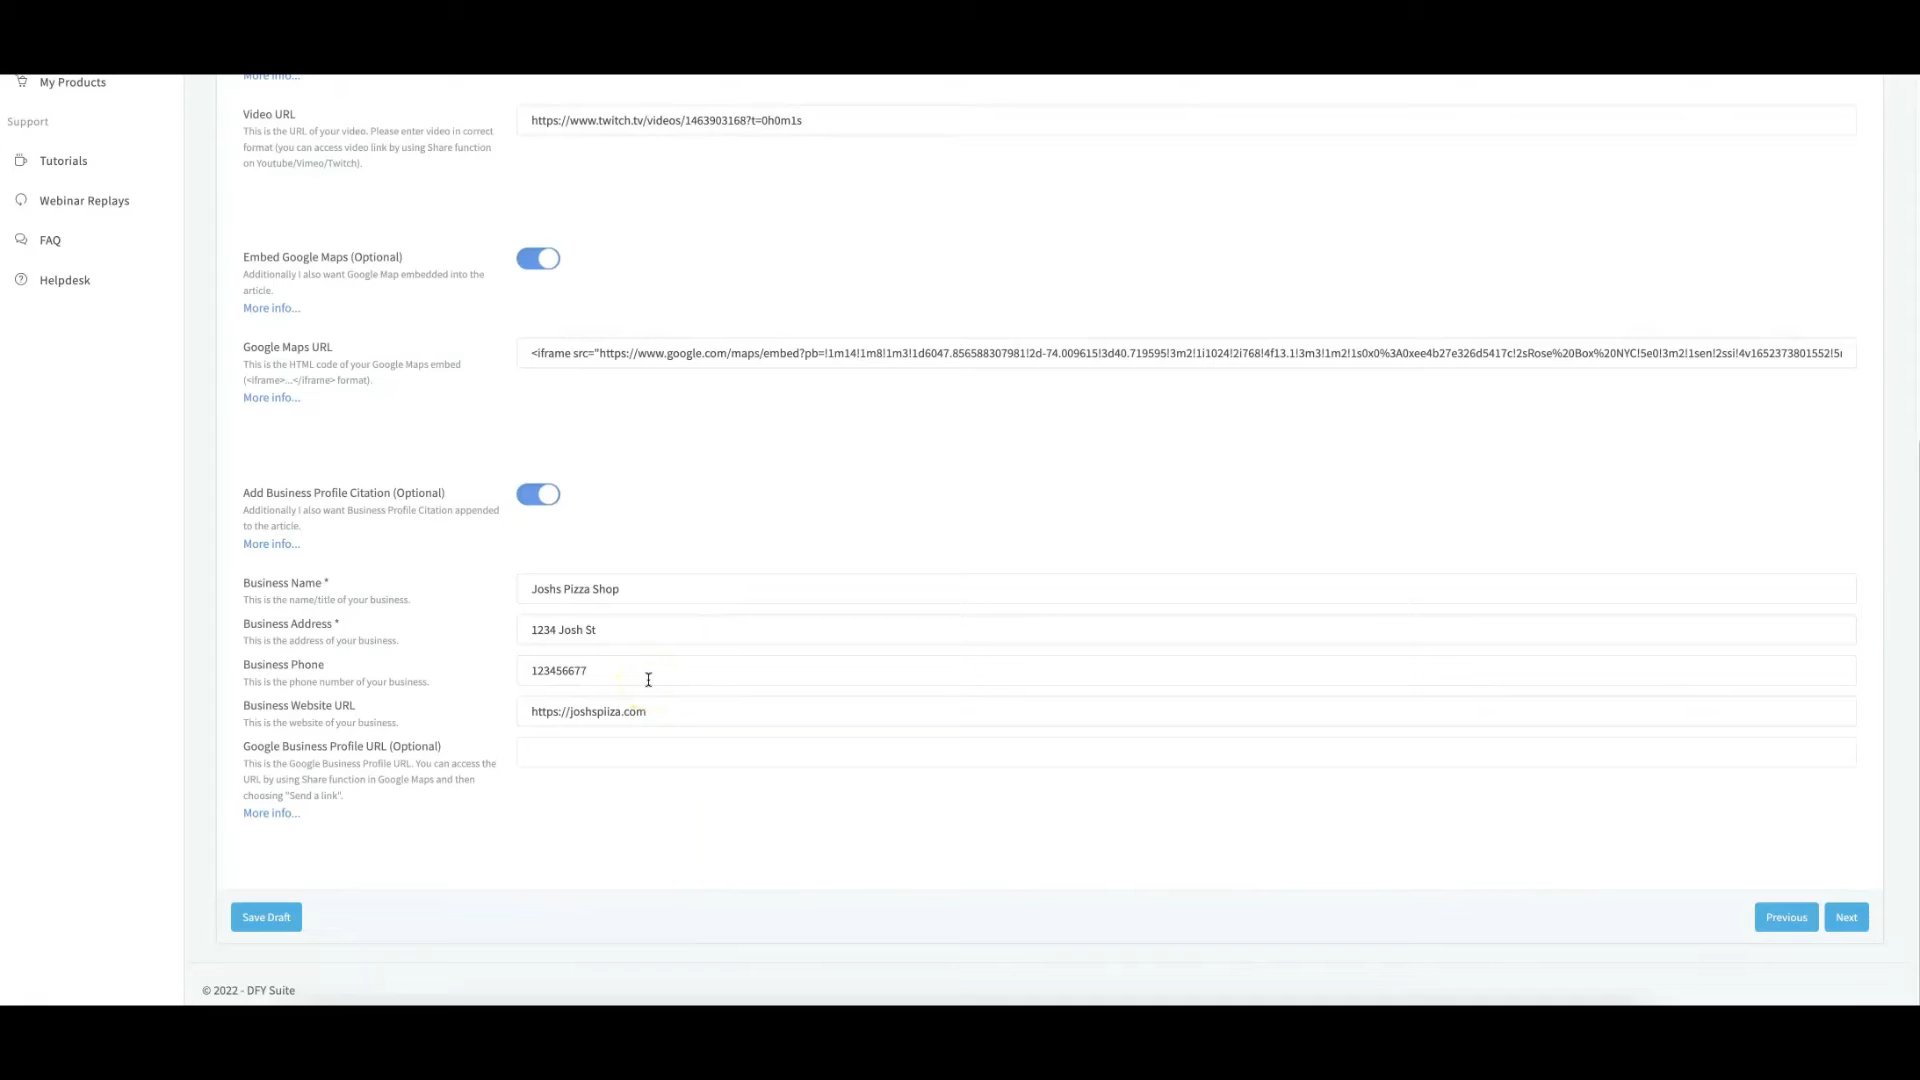 More info...
My Products
Video URL
https://www.twitch.tv/videos/1463903168?t=0h0m1s
This is the URL of your video. Please enter video in correct
format (you can access video link by using Share function
on Youtube/Vimeo/Twitch).
Support
Tutorials
Webinar Replays
FAQ
Helpdesk
Embed Google Maps (Optional)
Additionally I also want Google Map embedded into the
article.
More info...
Google Maps URL
<iframe src="https://www.google.com/maps/embed?pb=!1m14!1m8!1m3!1d6047.856588307981!2d-74.009615!3d40.719595!3m2!1i1024!2i768!4f13.1!3m3!1m2!1s0x0%3A0xee4b27e326d5417c!2sRose%20Box%20NYC!5e0!3m2!1sen!2ssi!4v1652373801552!5
This is the HTML code of your Google Maps embed
(<iframe>...</iframe> format).
More info...
Add Business Profile Citation (Optional)
Additionally I also want Business Profile Citation appended
to the article.
More info...
Business Name *
Joshs Pizza Shop
This is the name/title of your business.
Business Address *
1234 Josh St
This is the address of your business.
Business Phone
123456677
This is the phone number of your business.
Business Website URL
https://joshspiiza.com
This is the website of your business.
Google Business Profile URL (Optional)
This is the Google Business Profile URL. You can access the
URL by using Share function in Google Maps and then
choosing "Send a link".
More info...
Save Draft
Previous
Next
© 2022 - DFY Suite